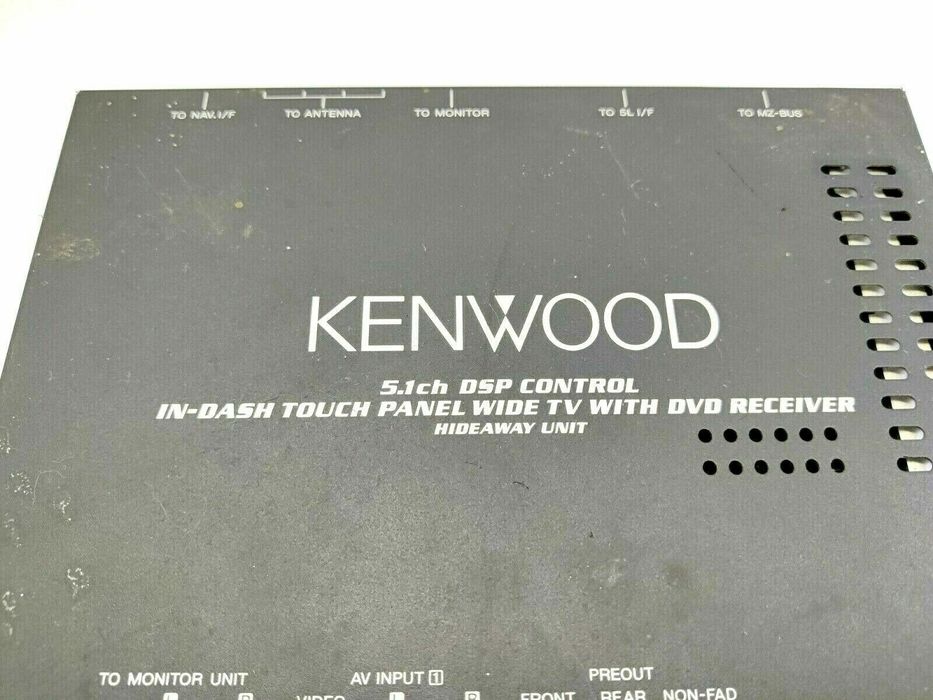 TO NAV. I/F TO ANTENNA TO MONITOR TO 5L I/F TO MZ-BUS
KENWOOD
5.1ch DSP CONTROL
IN-DASH TOUCH PANEL WIDE TV WITH DVD RECEIVER
HIDEAWAY UNIT
TO MONITOR UNIT AV INPUT 1 PREOUT
L R VIDEO L R FRONT REAR NON-FAD